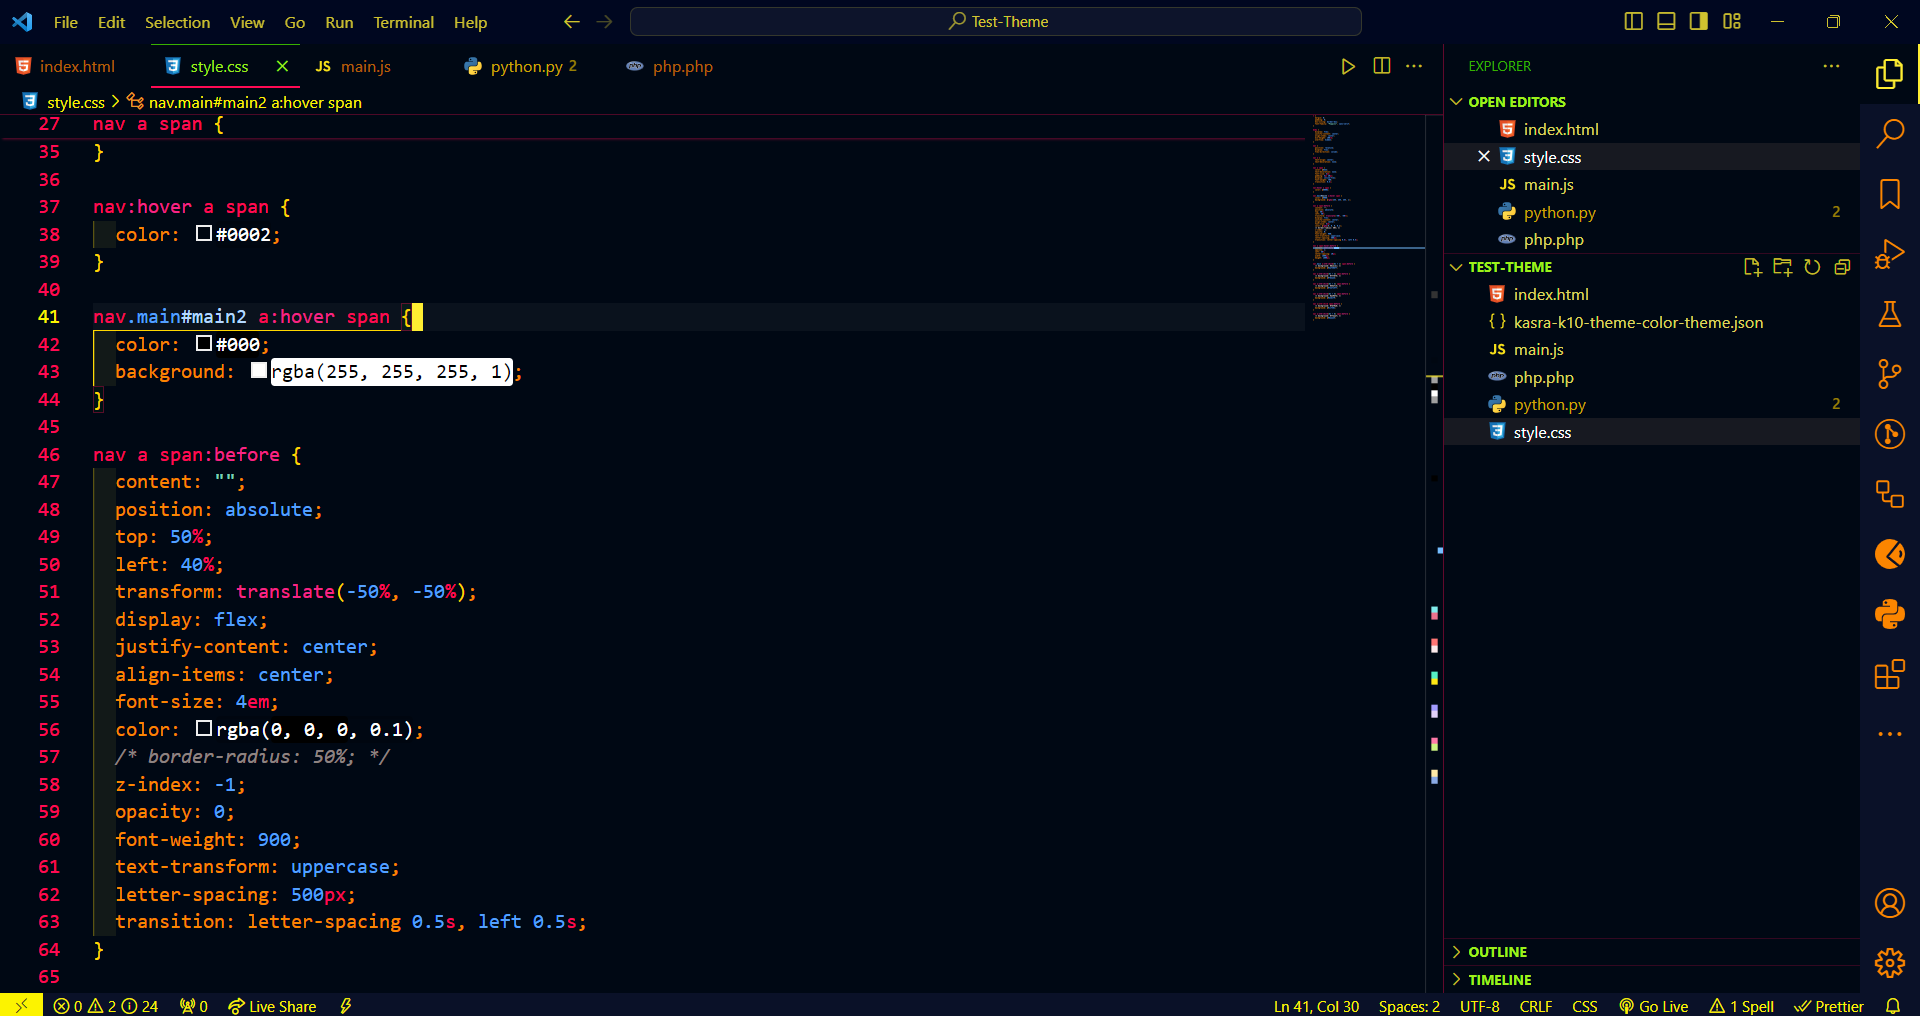 File Edit Selection View Go Run Terminal Help
Test-Theme
index.html
style.css
JS main.js
python.py 2
php.php
style.css > nav.main#main2 a:hover span
27 nav a span {
35 }
36
37 nav:hover a span {
38 color: #0002;
39 }
40
41 nav.main#main2 a:hover span {
42 color: #000;
43 background: rgba(255, 255, 255, 1);
44 }
45
46 nav a span:before {
47 content: "";
48 position: absolute;
49 top: 50%;
50 left: 40%;
51 transform: translate(-50%, -50%);
52 display: flex;
53 justify-content: center;
54 align-items: center;
55 font-size: 4em;
56 color: rgba(0, 0, 0, 0.1);
57 /* border-radius: 50%; */
58 z-index: -1;
59 opacity: 0;
60 font-weight: 900;
61 text-transform: uppercase;
62 letter-spacing: 500px;
63 transition: letter-spacing 0.5s, left 0.5s;
64 }
65
EXPLORER
OPEN EDITORS
index.html
style.css
JS main.js
python.py 2
php.php
TEST-THEME
index.html
{ } kasra-k10-theme-color-theme.json
JS main.js
php.php
python.py 2
style.css
OUTLINE
TIMELINE
0 2 24 0 Live Share
Ln 41, Col 30 Spaces: 2 UTF-8 CRLF CSS Go Live 1 Spell Prettier